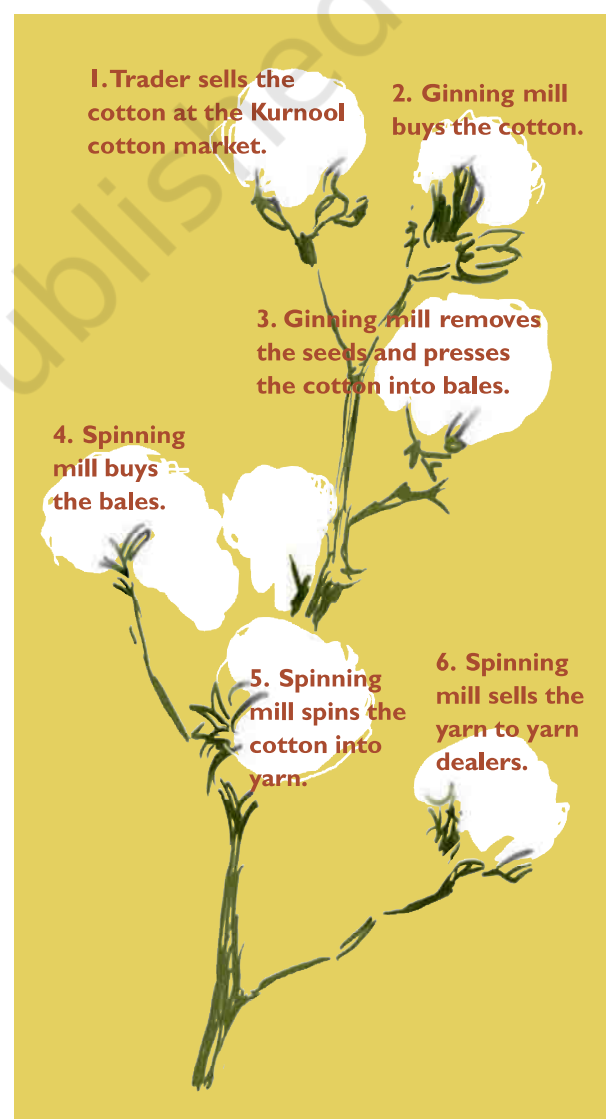 1. Trader sells the
cotton at the Kurnool
cotton market.
2. Ginning mill
buys the cotton.
3. Ginning mill removes
the seeds and presses
the cotton into bales.
4. Spinning
mill buys
the bales.
5. Spinning
mill spins the
cotton into
yarn.
6. Spinning
mill sells the
yarn to yarn
dealers.
ublished